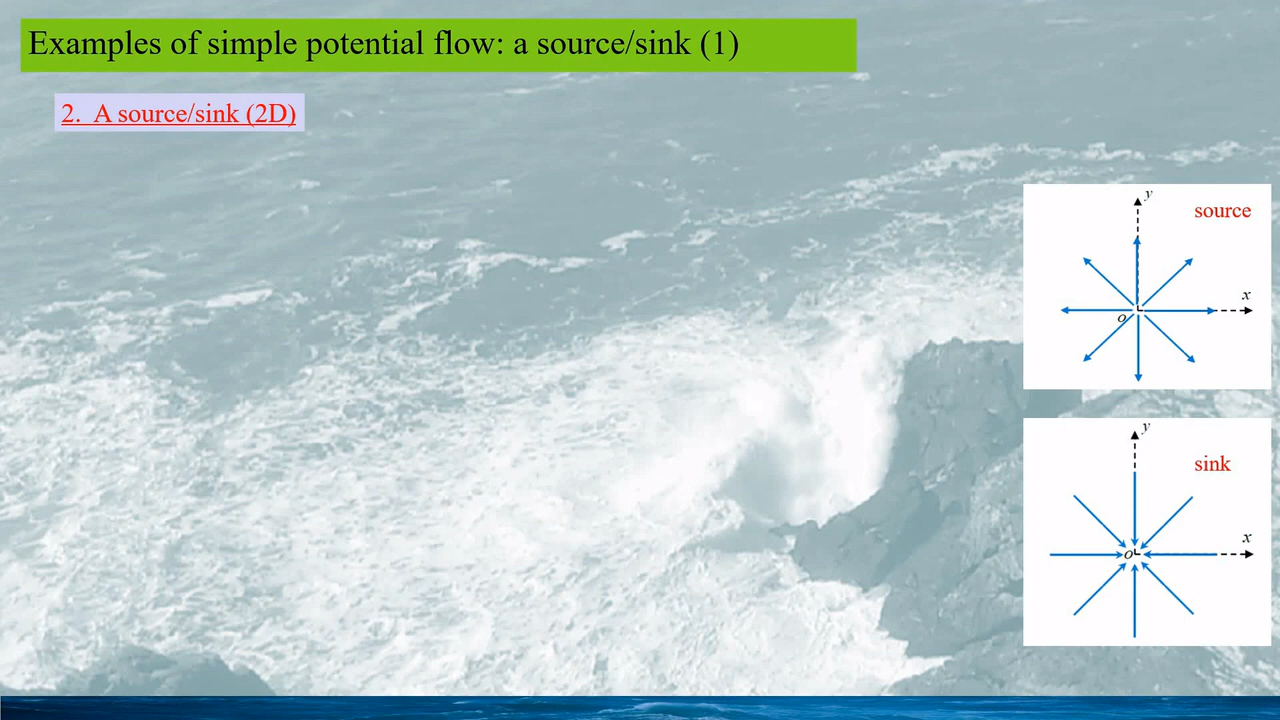 Examples of simple potential flow: a source/sink (1)
2. A source/sink (2D)
y
source
x
o
y
sink
x
o